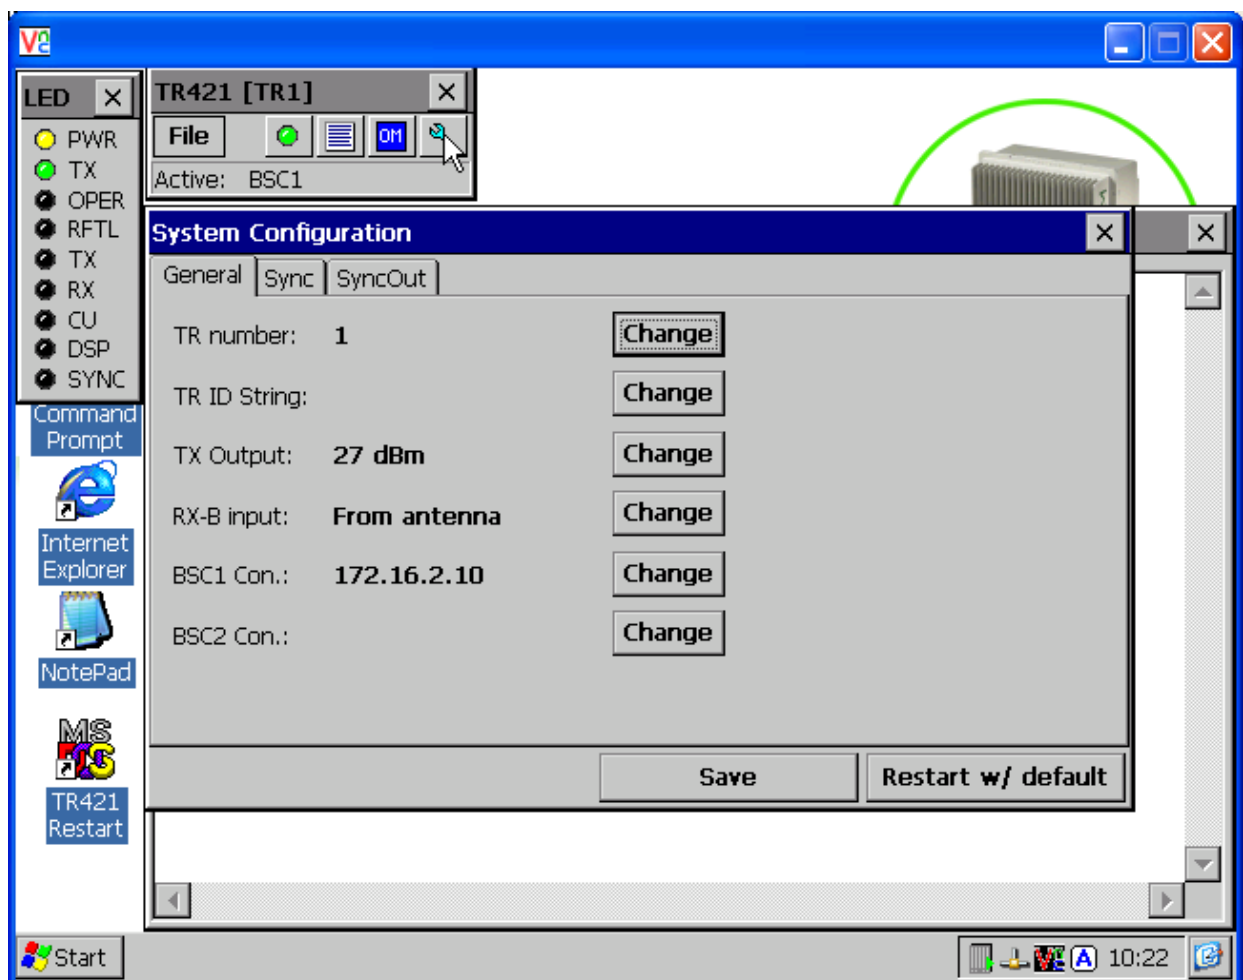 LED
PWR
TX
OPER
RFTL
TX
RX
CU
DSP
SYNC
TR421 [TR1]
File
OM
Active: BSC1
System Configuration
General Sync SyncOut
TR number: 1 Change
TR ID String: Change
TX Output: 27 dBm Change
RX-B input: From antenna Change
BSC1 Con.: 172.16.2.10 Change
BSC2 Con.: Change
Save Restart w/ default
Command
Prompt
Internet
Explorer
NotePad
MS
TR421
Restart
Start
A 10:22